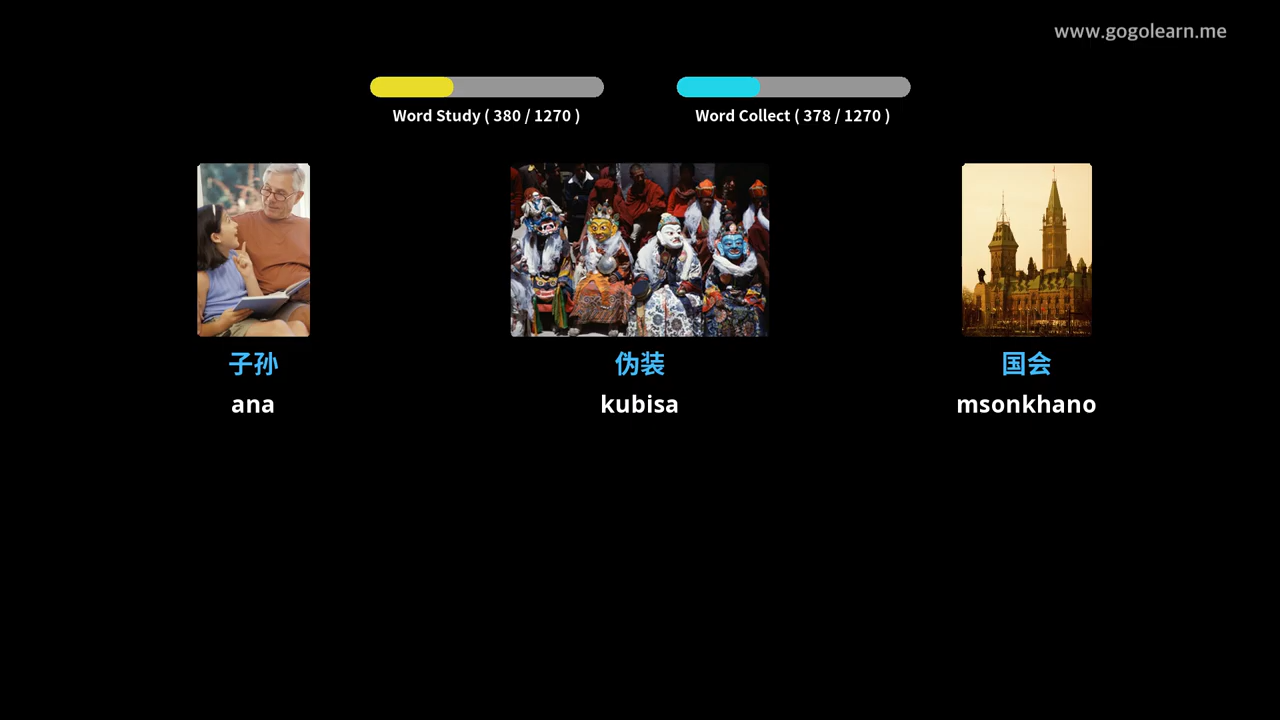 www.gogolearn.me
Word Study ( 380 / 1270 )
Word Collect ( 378 / 1270 )
子孙
伪装
国会
ana
kubisa
msonkhano